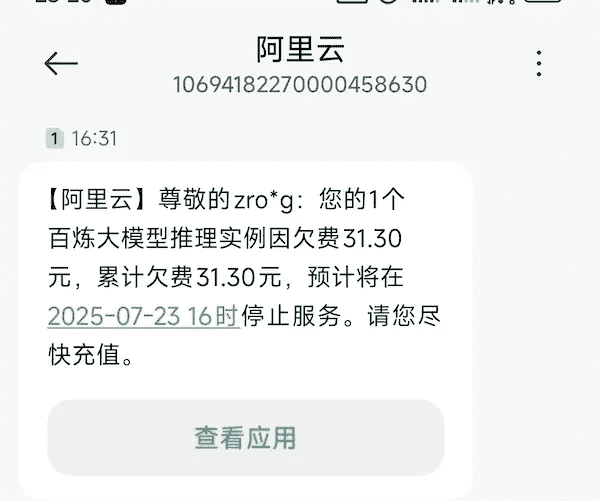 阿里云
10694182270000458630
1 16:31
【阿里云】尊敬的zro*g：您的1个
百炼大模型推理实例因欠费31.30
元，累计欠费31.30元，预计将在
2025-07-23 16时停止服务。请您尽
快充值。
查看应用